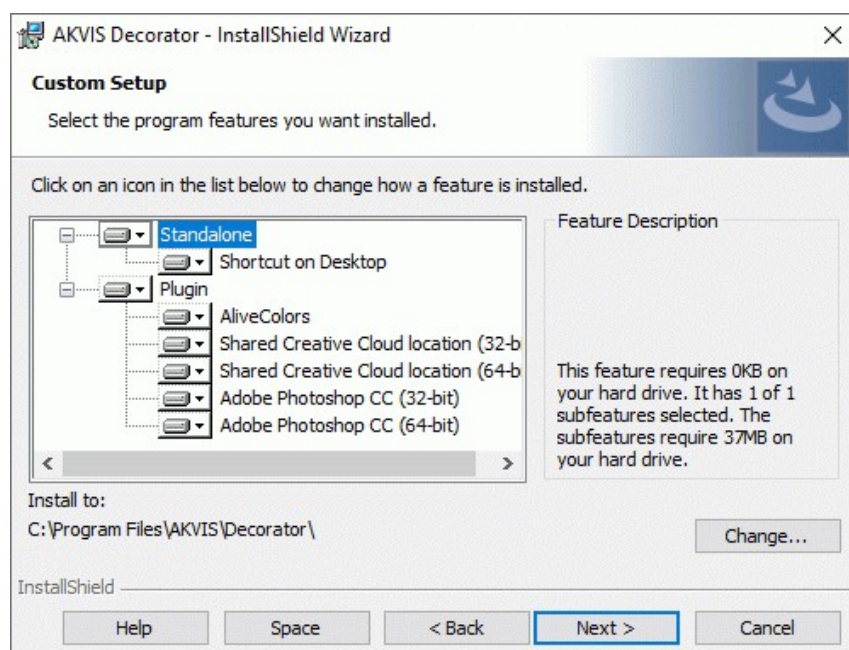 AKVIS Decorator - InstallShield Wizard
Custom Setup
Select the program features you want installed.
Click on an icon in the list below to change how a feature is installed.
Standalone
Shortcut on Desktop
Plugin
AliveColors
Shared Creative Cloud location (32-b
Shared Creative Cloud location (64-b
Adobe Photoshop CC (32-bit)
Adobe Photoshop CC (64-bit)
Feature Description
This feature requires 0KB on
your hard drive. It has 1 of 1
subfeatures selected. The
subfeatures require 37MB on
your hard drive.
Install to:
C:\Program Files\AKVIS\Decorator\
Change...
InstallShield
Help
Space
< Back
Next >
Cancel